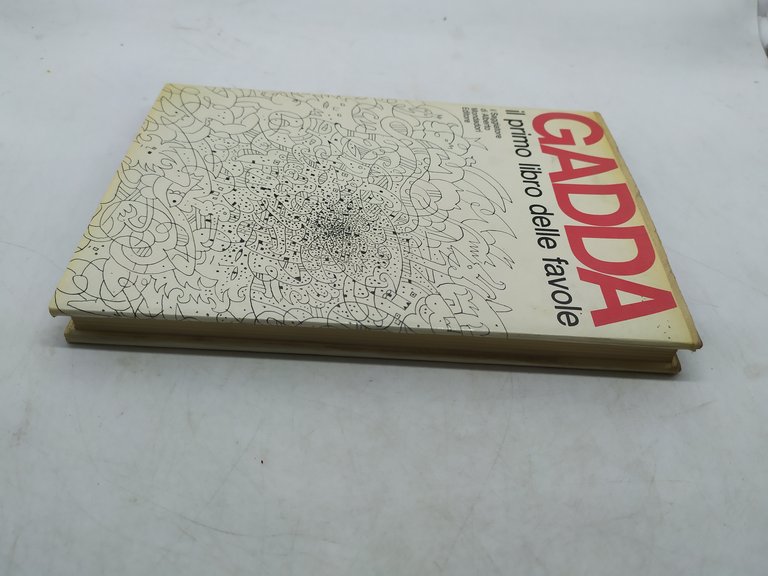 GADDA
il primo libro delle favole
il Saggiatore
di Alberto
Mondadori
Editore